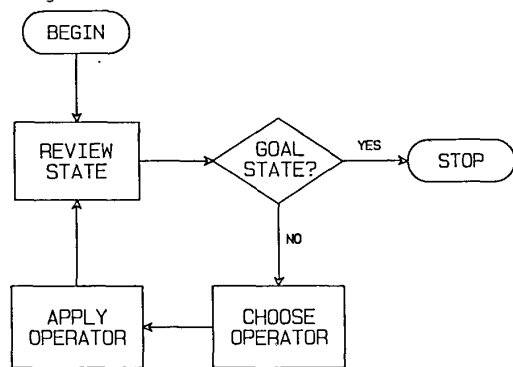 BEGIN
REVIEW
STATE
GOAL
STATE?
YES
STOP
NO
CHOOSE
OPERATOR
APPLY
OPERATOR